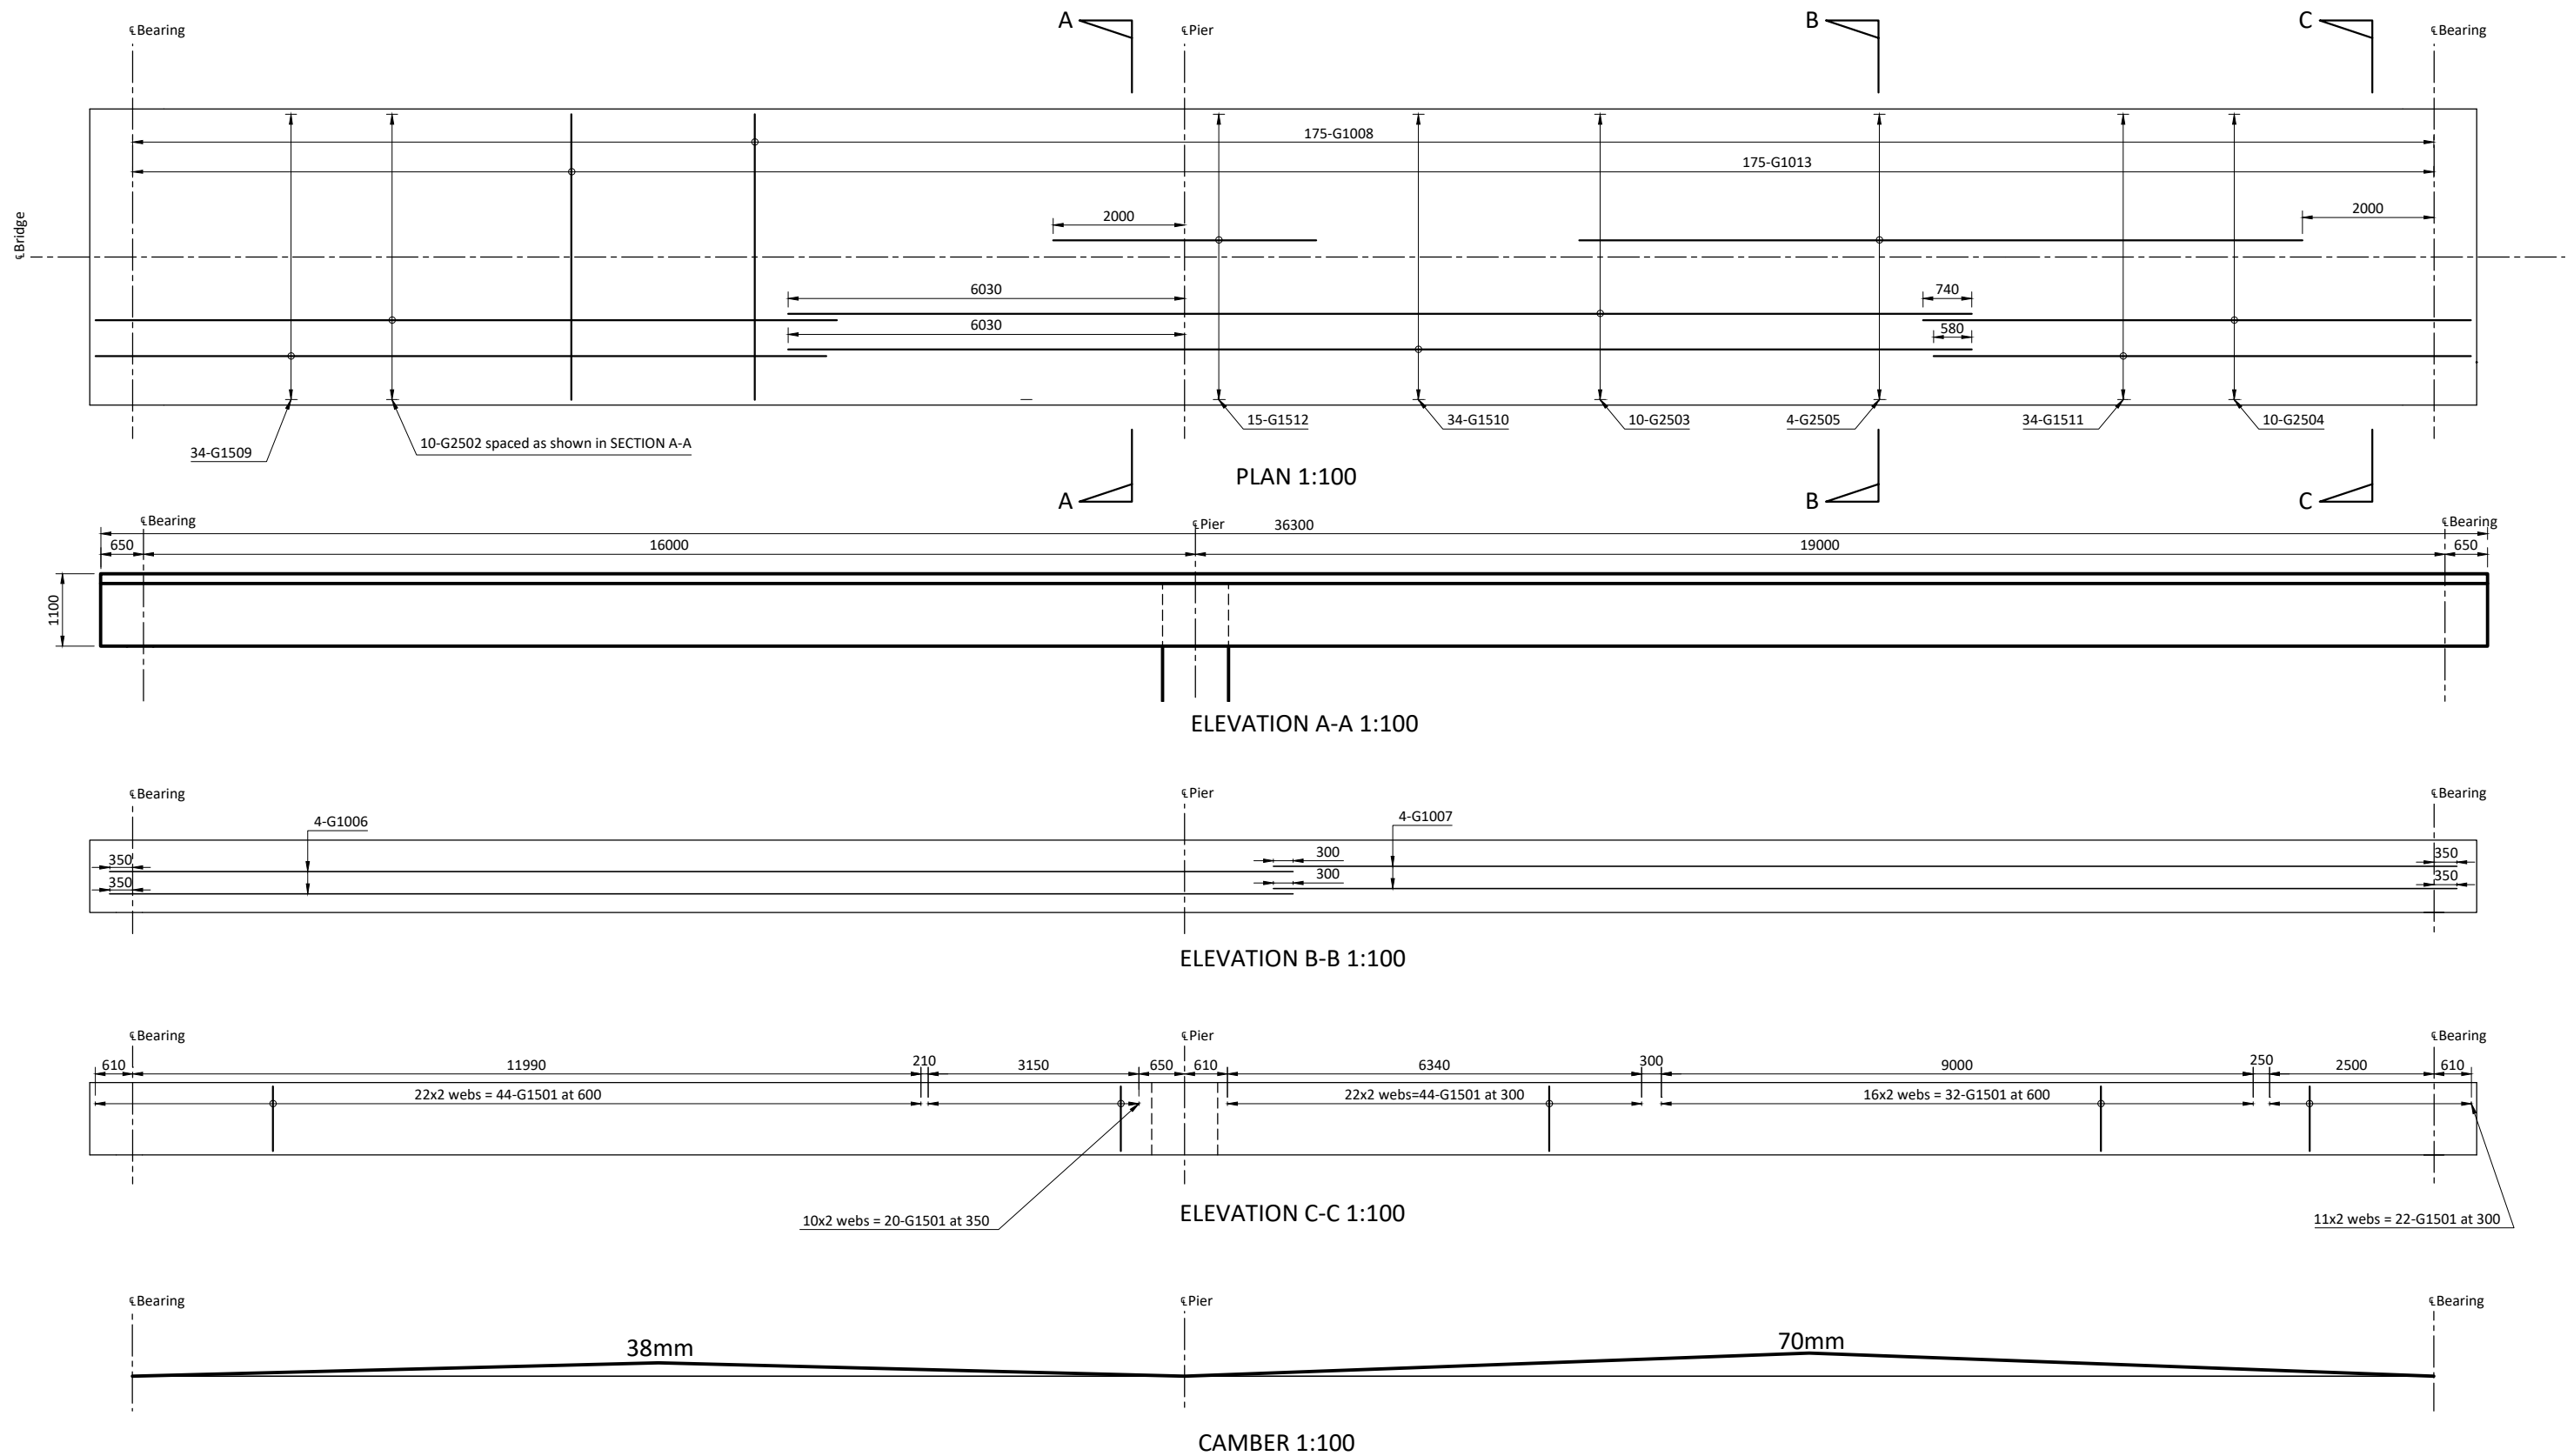 A
B
C
℄Bearing
℄Pier
℄Bearing
175-G1008
175-G1013
℄Bridge
2000
2000
6030
740
6030
580
15-G1512
34-G1510
10-G2503
4-G2505
34-G1511
10-G2504
34-G1509
10-G2502 spaced as shown in SECTION A-A
PLAN 1:100
A
B
C
℄Bearing
℄Pier
36300
℄Bearing
650
16000
19000
650
1100
ELEVATION A-A 1:100
℄Bearing
℄Pier
℄Bearing
4-G1006
4-G1007
350
300
350
350
300
350
ELEVATION B-B 1:100
℄Bearing
℄Pier
℄Bearing
610
11990
210
3150
650
610
6340
300
9000
250
2500
610
22x2 webs = 44-G1501 at 600
22x2 webs=44-G1501 at 300
16x2 webs = 32-G1501 at 600
10x2 webs = 20-G1501 at 350
ELEVATION C-C 1:100
11x2 webs = 22-G1501 at 300
℄Bearing
℄Pier
℄Bearing
38mm
70mm
CAMBER 1:100